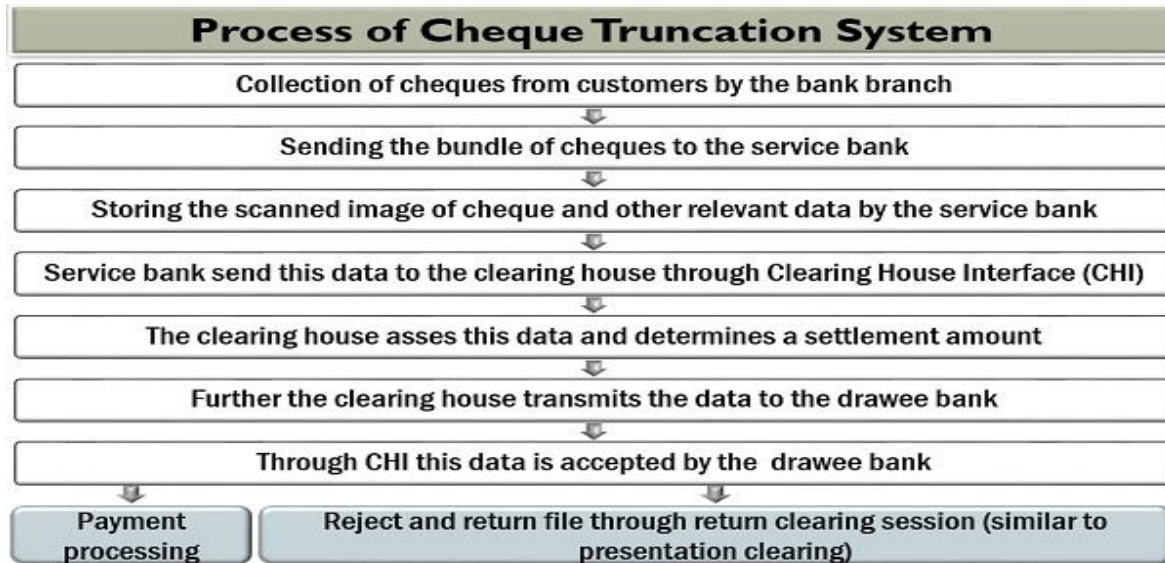 Process of Cheque Truncation System
Collection of cheques from customers by the bank branch
Sending the bundle of cheques to the service bank
Storing the scanned image of cheque and other relevant data by the service bank
Service bank send this data to the clearing house through Clearing House Interface (CHI)
The clearing house asses this data and determines a settlement amount
Further the clearing house transmits the data to the drawee bank
Through CHI this data is accepted by the drawee bank
Payment
processing
Reject and return file through return clearing session (similar to
presentation clearing)